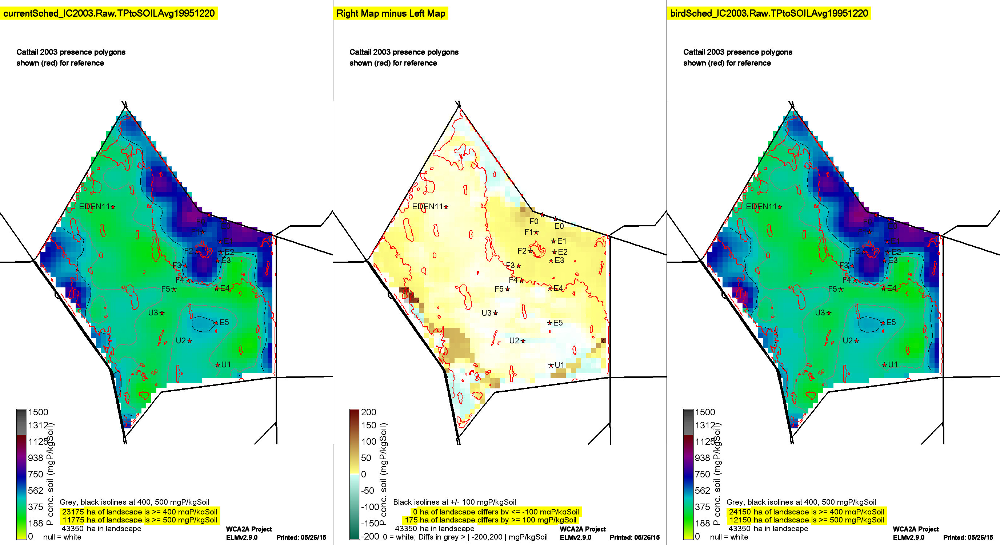 currentSched_IC2003.Raw.TPtoSOILAvg19951220
Cattail 2003 presence polygons
shown (red) for reference
EDEN11
F0
E0
F1
E1
F2
E2
E3
F3
F4
E4
F5
U3
E5
U2
U1
1500
1312
1125
938
750
562
375
188
0
P conc. soil (mgP/kgSoil)
Grey, black isolines at 400, 500 mgP/kgSoil
23175 ha of landscape is >= 400 mgP/kgSoil
11775 ha of landscape is >= 500 mgP/kgSoil
43350 ha in landscape
null = white
WCA2A Project
ELMv2.9.0
Printed: 05/26/15
Right Map minus Left Map
Cattail 2003 presence polygons
shown (red) for reference
EDEN11
F0
E0
F1
E1
F2
E2
E3
F3
F4
E4
F5
U3
E5
U2
U1
200
150
100
50
0
-50
-100
-150
-200
P conc. soil (mgP/kgSoil)
Black isolines at +/- 100 mgP/kgSoil
0 ha of landscape differs by <= -100 mgP/kgSoil
175 ha of landscape differs by >= 100 mgP/kgSoil
43350 ha in landscape
0 = white; Diffs in grey > | -200,200 | mgP/kgSoil
WCA2A Project
ELMv2.9.0
Printed: 05/26/15
birdSched_IC2003.Raw.TPtoSOILAvg19951220
Cattail 2003 presence polygons
shown (red) for reference
EDEN11
F0
E0
F1
E1
F2
E2
E3
F3
F4
E4
F5
U3
E5
U2
U1
1500
1312
1125
938
750
562
375
188
0
P conc. soil (mgP/kgSoil)
Grey, black isolines at 400, 500 mgP/kgSoil
24150 ha of landscape is >= 400 mgP/kgSoil
12150 ha of landscape is >= 500 mgP/kgSoil
43350 ha in landscape
null = white
WCA2A Project
ELMv2.9.0
Printed: 05/26/15